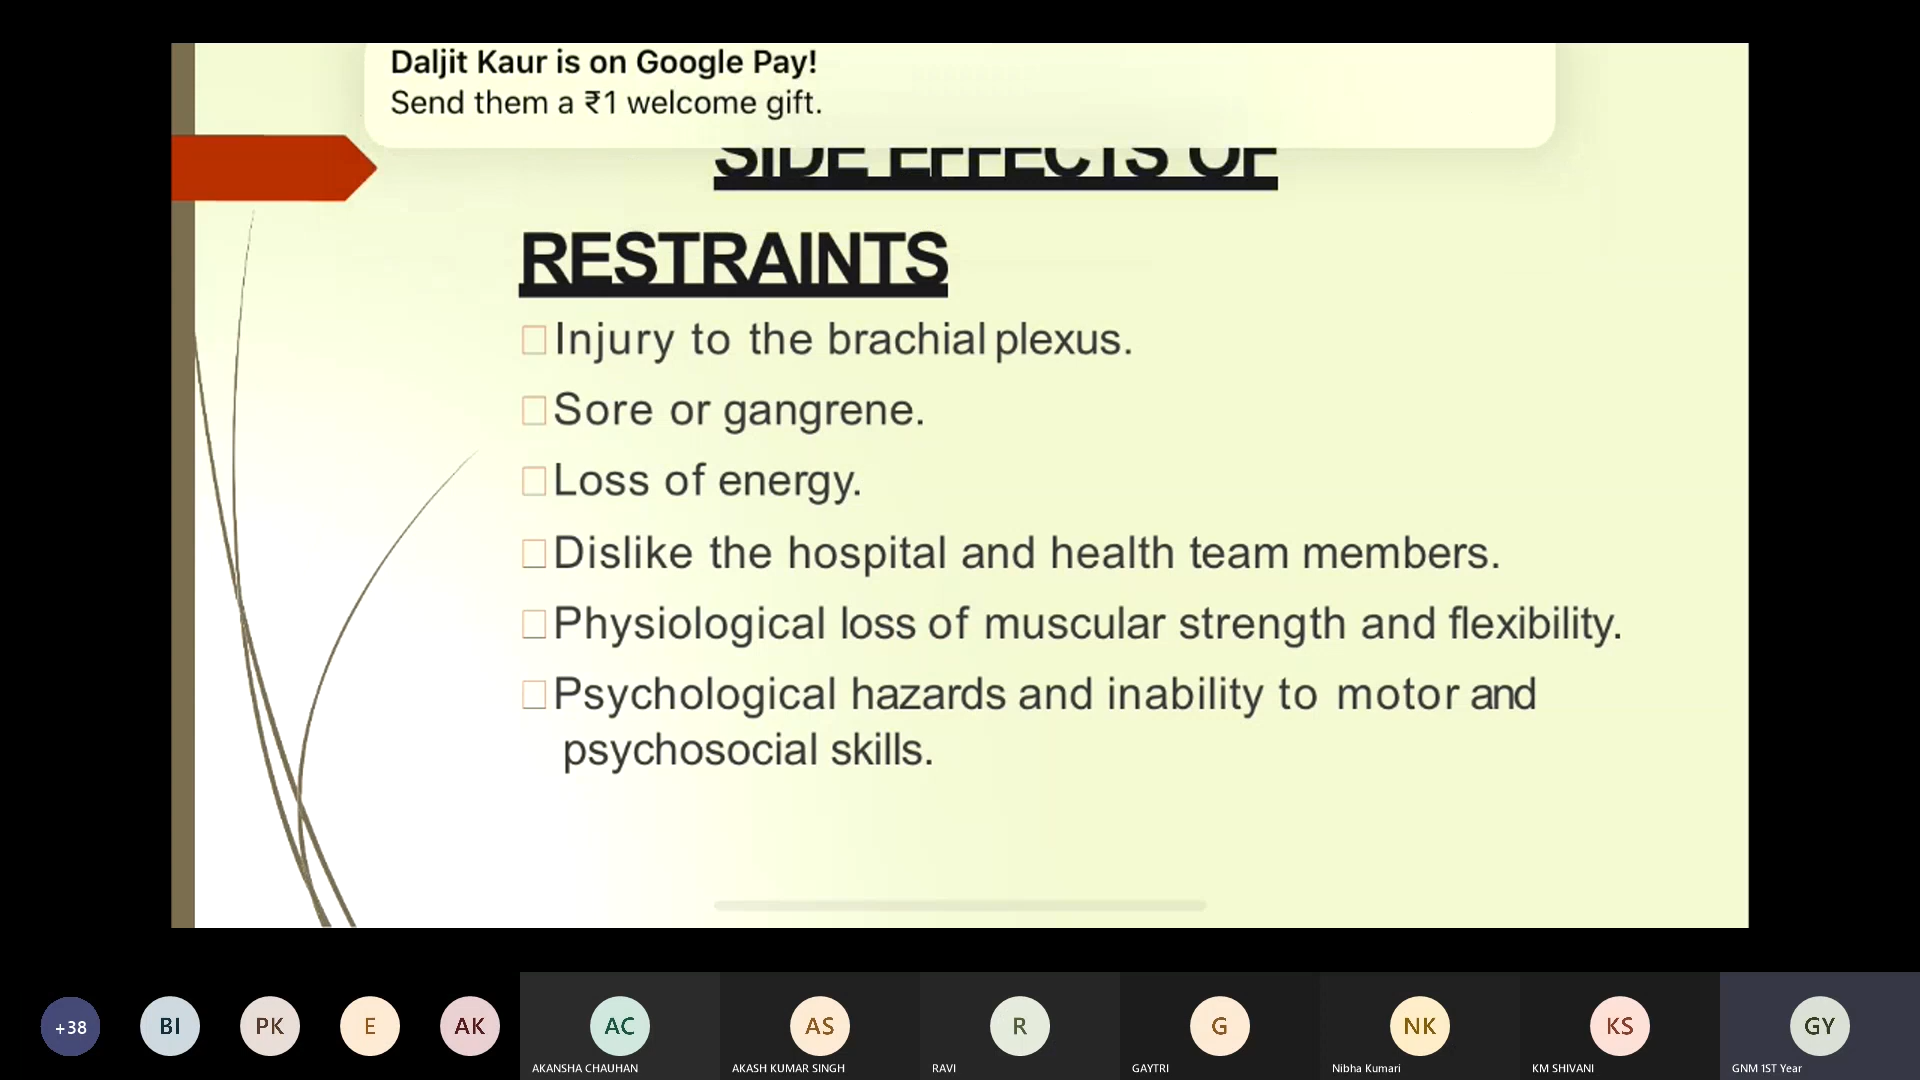 Daljit Kaur is on Google Pay!
Send them a ₹1 welcome gift.
SIDE EFFECTS OF
RESTRAINTS
Injury to the brachial plexus.
Sore or gangrene.
Loss of energy.
Dislike the hospital and health team members.
Physiological loss of muscular strength and flexibility.
Psychological hazards and inability to motor and
psychosocial skills.
+38 BI PK E AK AC AS R G NK KS GY
AKANSHA CHAUHAN AKASH KUMAR SINGH RAVI GAYTRI Nibha Kumari KM SHIVANI GNM 1ST Year